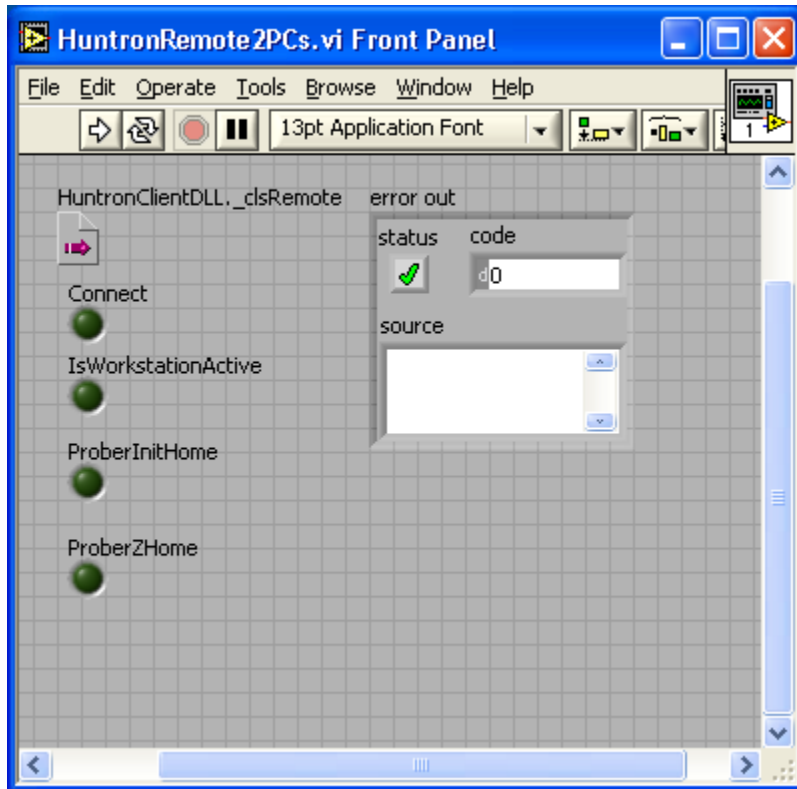 HuntronRemote2PCs.vi Front Panel
File Edit Operate Tools Browse Window Help
13pt Application Font
1
HuntronClientDLL._clsRemote
error out
status code
d0
Connect
source
IsWorkstationActive
ProberInitHome
ProberZHome